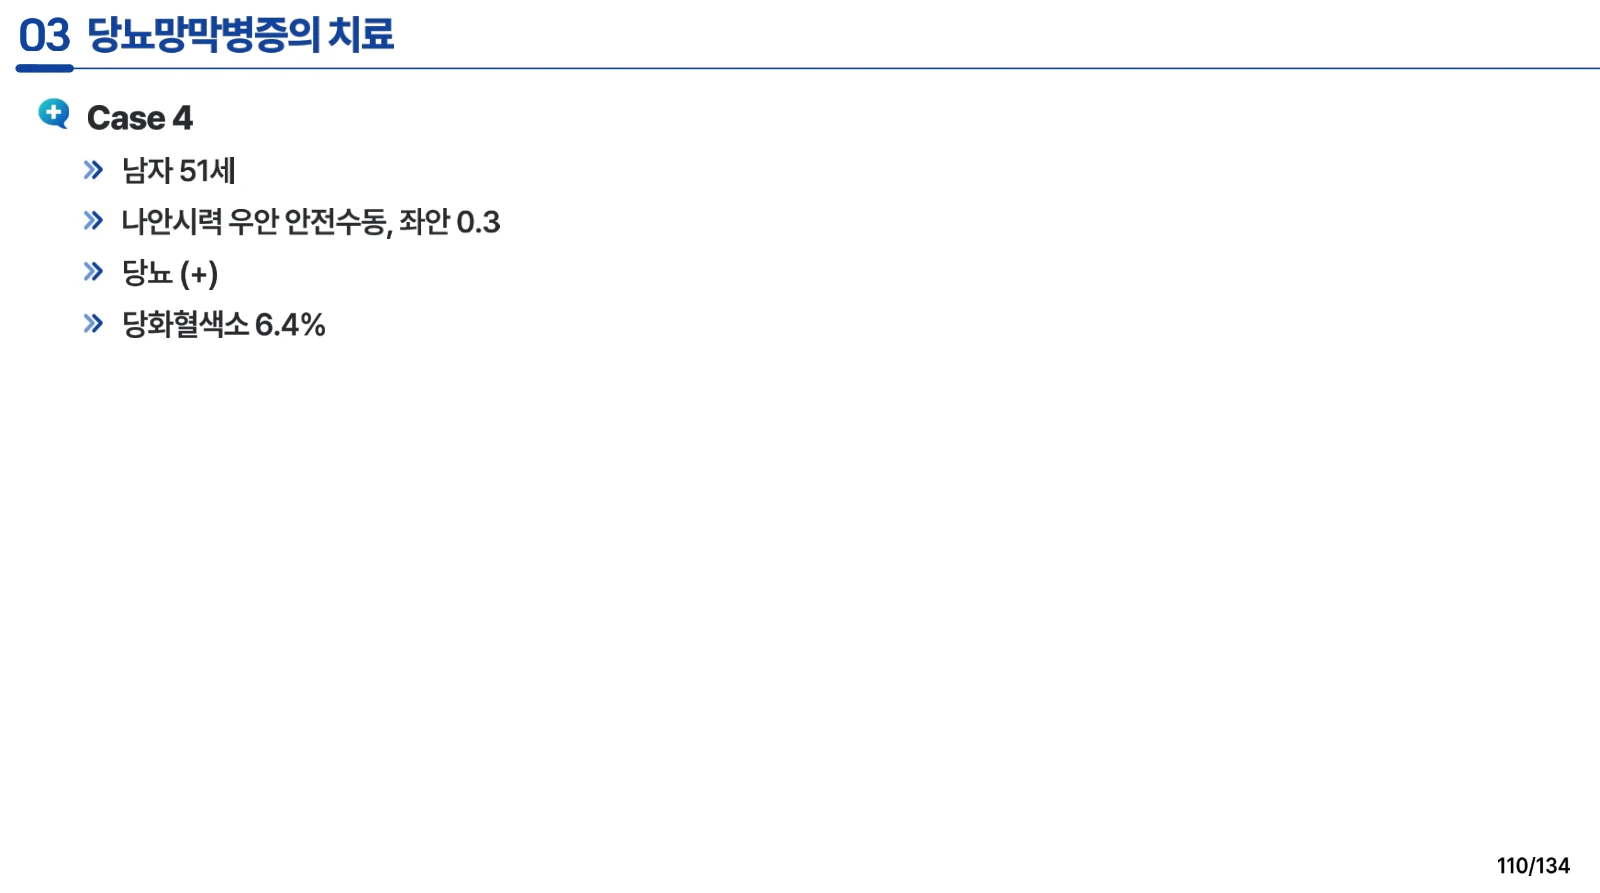 03 당뇨망막병증의 치료
Case 4
남자 51세
나안시력 우안 안전수동, 좌안 0.3
당뇨 (+)
당화혈색소 6.4%
110/134